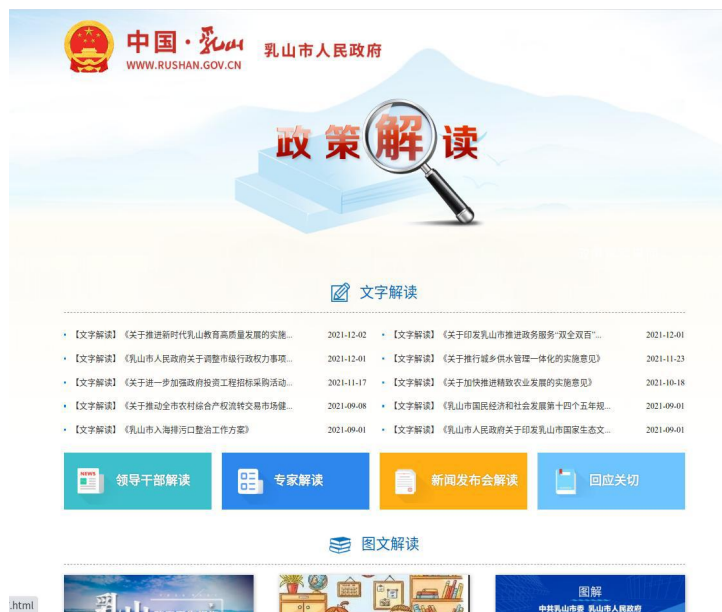 中国·乳山
WWW.RUSHAN.GOV.CN
乳山市人民政府
政策解读
文字解读
·【文字解读】《关于推进新时代乳山教育高质量发展的实施... 2021-12-02
·【文字解读】《关于印发乳山市推进政务服务“双全双百”... 2021-12-01
·【文字解读】《乳山市人民政府关于调整市级行政权力事项... 2021-12-01
·【文字解读】《关于推行城乡供水管理一体化的实施意见》 2021-11-23
·【文字解读】《关于进一步加强政府投资工程招标采购活动... 2021-11-17
·【文字解读】《关于加快推进精致农业发展的实施意见》 2021-10-18
·【文字解读】《关于推动全市农村综合产权流转交易市场健... 2021-09-08
·【文字解读】《乳山市国民经济和社会发展第十四个五年规... 2021-09-01
·【文字解读】《乳山市入海排污口整治工作方案》 2021-09-01
·【文字解读】《乳山市人民政府关于印发乳山市国家生态文... 2021-09-01
NEWS
领导干部解读
专家解读
新闻发布会解读
回应关切
图文解读
乳山
图解
中共乳山市委 乳山市人民政府
.html